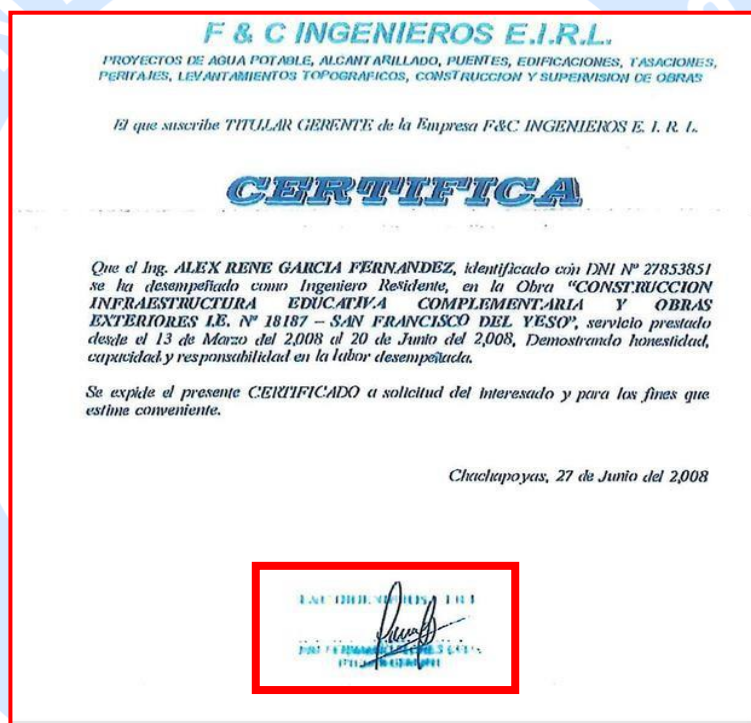 F & C INGENIEROS E.I.R.L.
PROYECTOS DE AGUA POTABLE, ALCANTARILLADO, PUENTES, EDIFICACIONES, TASACIONES,
PERITAJES, LEVANTAMIENTOS TOPOGRAFICOS, CONSTRUCCION Y SUPERVISION DE OBRAS
El que suscribe TITULAR GERENTE de la Empresa F&C INGENIEROS E. I. R. L.
CERTIFICA
Que el Ing. ALEX RENE GARCIA FERNANDEZ, identificado con DNI Nº 27853851
se ha desempeñado como Ingeniero Residente, en la Obra “CONSTRUCCION
INFRAESTRUCTURA EDUCATIVA COMPLEMENTARIA Y OBRAS
EXTERIORES I.E. Nº 18187 – SAN FRANCISCO DEL YESO”, servicio prestado
desde el 13 de Marzo del 2,008 al 20 de Junio del 2,008, Demostrando honestidad,
capacidad y responsabilidad en la labor desempeñada.
Se expide el presente CERTIFICADO a solicitud del interesado y para los fines que
estime conveniente.
Chachapoyas, 27 de Junio del 2,008